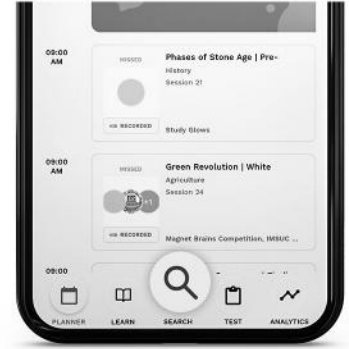 09:00
AM
MISSED
Phases of Stone Age | Pre-
History
Session 21
RECORDED
Study Glows
09:00
AM
MISSED
Green Revolution | White
Agriculture
Session 24
+1
RECORDED
Magnet Brains Competition, IMSUC ...
09:00
PLANNER
LEARN
SEARCH
TEST
ANALYTICS